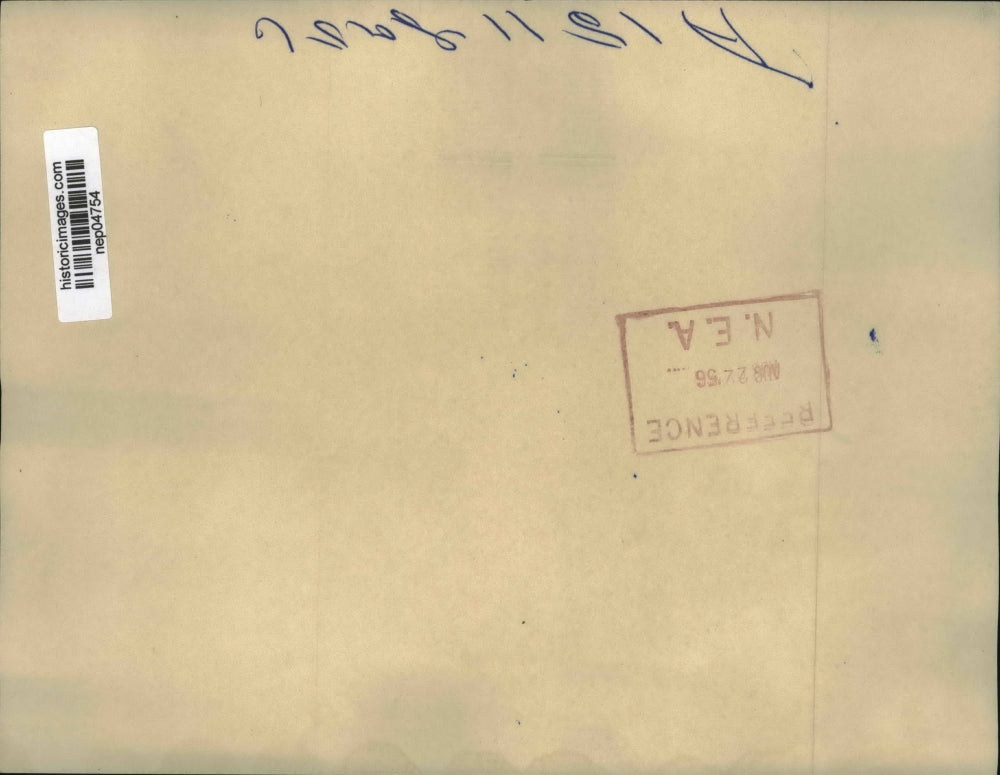 historicimages.com
nep04754
REFERENCE
AUG 22 '56
N.E.A.